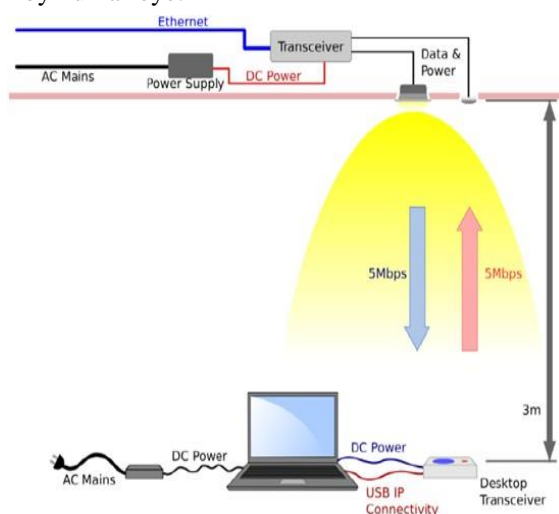 Ethernet
Transceiver
Data &
Power
AC Mains
Power Supply
DC Power
5Mbps
5Mbps
3m
DC Power
DC Power
AC Mains
USB IP
Connectivity
Desktop
Transceiver